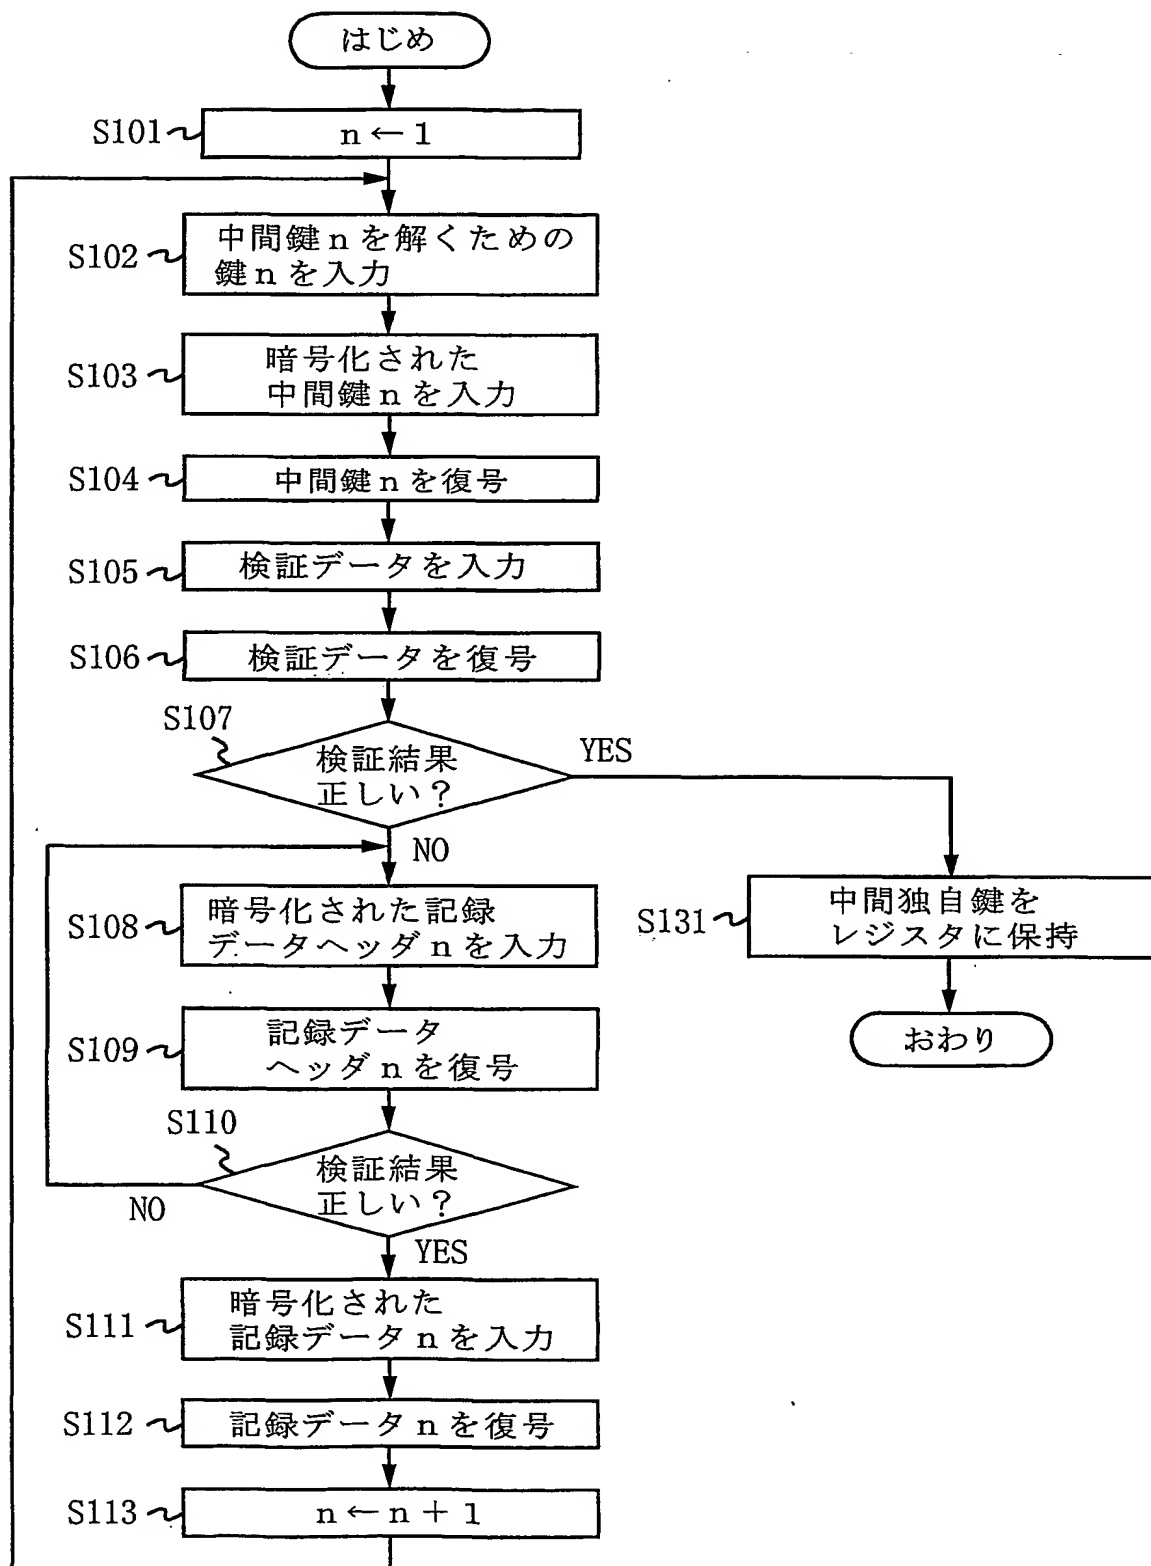 はじめ
S101
n←1
S102
中間鍵nを解くための
鍵nを入力
S103
暗号化された
中間鍵nを入力
S104
中間鍵nを復号
S105
検証データを入力
S106
検証データを復号
S107
検証結果
正しい？
YES
NO
S108
暗号化された記録
データヘッダnを入力
S131
中間独自鍵を
レジスタに保持
S109
記録データ
ヘッダnを復号
おわり
S110
検証結果
正しい？
NO
YES
S111
暗号化された
記録データnを入力
S112
記録データnを復号
S113
n←n+1